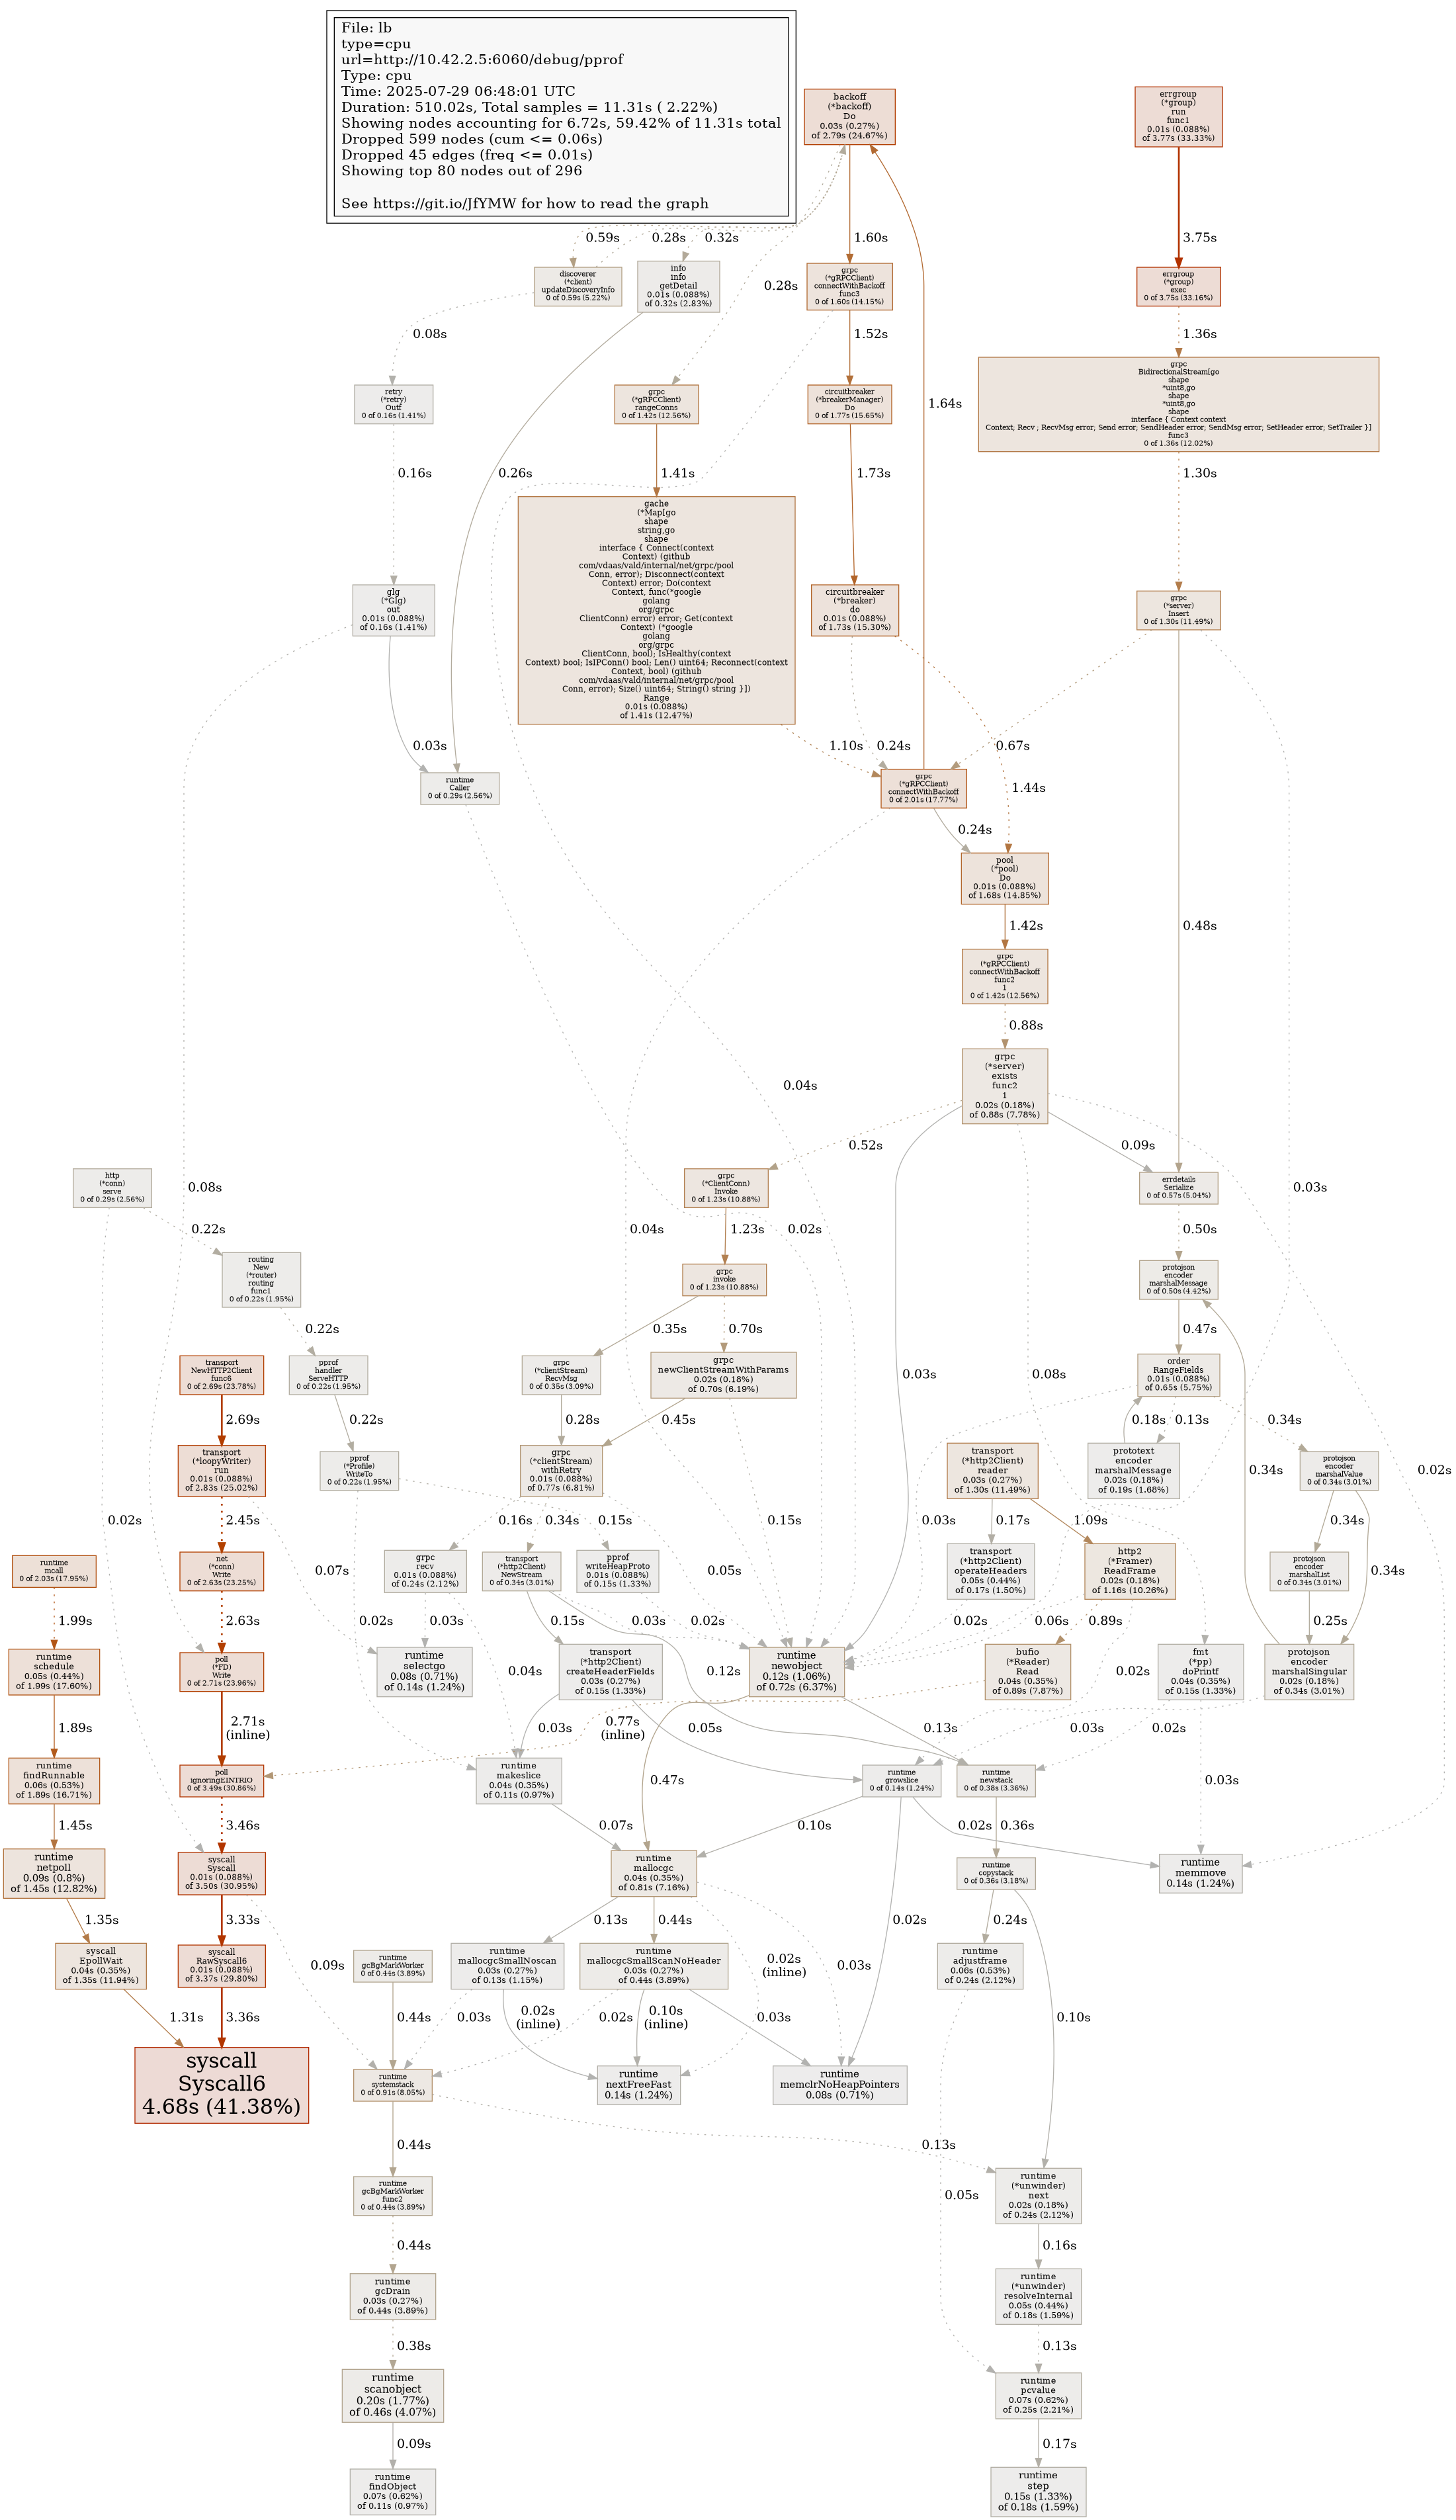 File: lb
type=cpu
url=http://10.42.2.5:6060/debug/pprof
Type: cpu
Time: 2025-07-29 06:48:01 UTC
Duration: 510.02s, Total samples = 11.31s ( 2.22%)
Showing nodes accounting for 6.72s, 59.42% of 11.31s total
Dropped 599 nodes (cum <= 0.06s)
Dropped 45 edges (freq <= 0.01s)
Showing top 80 nodes out of 296
See https://git.io/JfYMW for how to read the graph
backoff
(*backoff)
Do
0.03s (0.27%)
of 2.79s (24.67%)
errgroup
(*group)
run
func1
0.01s (0.088%)
of 3.77s (33.33%)
0.59s
0.28s
0.32s
1.60s
3.75s
discoverer
(*client)
updateDiscoveryInfo
0 of 0.59s (5.22%)
info
info
getDetail
0.01s (0.088%)
of 0.32s (2.83%)
0.28s
grpc
(*gRPCClient)
connectWithBackoff
func3
0 of 1.60s (14.15%)
errgroup
(*group)
exec
0 of 3.75s (33.16%)
0.08s
1.52s
1.36s
retry
(*retry)
Outf
0 of 0.16s (1.41%)
grpc
(*gRPCClient)
rangeConns
0 of 1.42s (12.56%)
circuitbreaker
(*breakerManager)
Do
0 of 1.77s (15.65%)
1.64s
grpc
BidirectionalStream[go
shape
*uint8,go
shape
*uint8,go
shape
interface { Context context
Context; Recv ; RecvMsg error; Send error; SendHeader error; SendMsg error; SetHeader error; SetTrailer }]
func3
0 of 1.36s (12.02%)
0.16s
0.26s
1.41s
1.73s
1.30s
gache
(*Map[go
shape
string,go
shape
interface { Connect(context
Context) (github
com/vdaas/vald/internal/net/grpc/pool
Conn, error); Disconnect(context
Context) error; Do(context
Context, func(*google
golang
org/grpc
ClientConn) error) error; Get(context
Context) (*google
golang
org/grpc
ClientConn, bool); IsHealthy(context
Context) bool; IsIPConn() bool; Len() uint64; Reconnect(context
Context, bool) (github
com/vdaas/vald/internal/net/grpc/pool
Conn, error); Size() uint64; String() string }])
Range
0.01s (0.088%)
of 1.41s (12.47%)
glg
(*Glg)
out
0.01s (0.088%)
of 0.16s (1.41%)
circuitbreaker
(*breaker)
do
0.01s (0.088%)
of 1.73s (15.30%)
grpc
(*server)
Insert
0 of 1.30s (11.49%)
0.03s
1.10s
0.24s
0.67s
runtime
Caller
0 of 0.29s (2.56%)
grpc
(*gRPCClient)
connectWithBackoff
0 of 2.01s (17.77%)
1.44s
0.24s
pool
(*pool)
Do
0.01s (0.088%)
of 1.68s (14.85%)
1.42s
0.48s
grpc
(*gRPCClient)
connectWithBackoff
func2
1
0 of 1.42s (12.56%)
0.88s
0.04s
grpc
(*server)
exists
func2
1
0.02s (0.18%)
of 0.88s (7.78%)
0.52s
0.09s
http
(*conn)
serve
0 of 0.29s (2.56%)
0.08s
grpc
(*ClientConn)
Invoke
0 of 1.23s (10.88%)
errdetails
Serialize
0 of 0.57s (5.04%)
0.03s
0.22s
0.04s
1.23s
0.02s
0.50s
routing
New
(*router)
routing
func1
0 of 0.22s (1.95%)
grpc
invoke
0 of 1.23s (10.88%)
protojson
encoder
marshalMessage
0 of 0.50s (4.42%)
0.22s
0.35s
0.70s
0.47s
transport
NewHTTP2Client
func6
0 of 2.69s (23.78%)
pprof
handler
ServeHTTP
0 of 0.22s (1.95%)
grpc
(*clientStream)
RecvMsg
0 of 0.35s (3.09%)
grpc
newClientStreamWithParams
0.02s (0.18%)
of 0.70s (6.19%)
0.03s
0.08s
order
RangeFields
0.01s (0.088%)
of 0.65s (5.75%)
2.69s
0.22s
0.28s
0.45s
0.18s
0.13s
0.34s
transport
(*loopyWriter)
run
0.01s (0.088%)
of 2.83s (25.02%)
pprof
(*Profile)
WriteTo
0 of 0.22s (1.95%)
grpc
(*clientStream)
withRetry
0.01s (0.088%)
of 0.77s (6.81%)
transport
(*http2Client)
reader
0.03s (0.27%)
of 1.30s (11.49%)
prototext
encoder
marshalMessage
0.02s (0.18%)
of 0.19s (1.68%)
protojson
encoder
marshalValue
0 of 0.34s (3.01%)
0.34s
0.02s
0.02s
2.45s
0.16s
0.34s
0.15s
0.15s
0.03s
0.17s
1.09s
0.34s
runtime
mcall
0 of 2.03s (17.95%)
net
(*conn)
Write
0 of 2.63s (23.25%)
0.07s
grpc
recv
0.01s (0.088%)
of 0.24s (2.12%)
transport
(*http2Client)
NewStream
0 of 0.34s (3.01%)
pprof
writeHeapProto
0.01s (0.088%)
of 0.15s (1.33%)
0.05s
transport
(*http2Client)
operateHeaders
0.05s (0.44%)
of 0.17s (1.50%)
http2
(*Framer)
ReadFrame
0.02s (0.18%)
of 1.16s (10.26%)
protojson
encoder
marshalList
0 of 0.34s (3.01%)
0.34s
1.99s
2.63s
0.02s
0.03s
0.15s
0.03s
0.02s
0.02s
0.06s
0.89s
0.25s
runtime
schedule
0.05s (0.44%)
of 1.99s (17.60%)
poll
(*FD)
Write
0 of 2.71s (23.96%)
runtime
selectgo
0.08s (0.71%)
of 0.14s (1.24%)
0.04s
transport
(*http2Client)
createHeaderFields
0.03s (0.27%)
of 0.15s (1.33%)
0.12s
runtime
newobject
0.12s (1.06%)
of 0.72s (6.37%)
bufio
(*Reader)
Read
0.04s (0.35%)
of 0.89s (7.87%)
0.02s
fmt
(*pp)
doPrintf
0.04s (0.35%)
of 0.15s (1.33%)
protojson
encoder
marshalSingular
0.02s (0.18%)
of 0.34s (3.01%)
1.89s
2.71s
(inline)
0.03s
0.77s
(inline)
0.05s
0.13s
0.03s
0.02s
runtime
findRunnable
0.06s (0.53%)
of 1.89s (16.71%)
poll
ignoringEINTRIO
0 of 3.49s (30.86%)
runtime
makeslice
0.04s (0.35%)
of 0.11s (0.97%)
0.47s
runtime
growslice
0 of 0.14s (1.24%)
runtime
newstack
0 of 0.38s (3.36%)
0.03s
1.45s
3.46s
0.07s
0.10s
0.02s
0.36s
runtime
netpoll
0.09s (0.8%)
of 1.45s (12.82%)
syscall
Syscall
0.01s (0.088%)
of 3.50s (30.95%)
runtime
mallocgc
0.04s (0.35%)
of 0.81s (7.16%)
runtime
copystack
0 of 0.36s (3.18%)
runtime
memmove
0.14s (1.24%)
1.35s
3.33s
0.13s
0.44s
0.02s
0.24s
syscall
EpollWait
0.04s (0.35%)
of 1.35s (11.94%)
syscall
RawSyscall6
0.01s (0.088%)
of 3.37s (29.80%)
0.09s
runtime
gcBgMarkWorker
0 of 0.44s (3.89%)
runtime
mallocgcSmallNoscan
0.03s (0.27%)
of 0.13s (1.15%)
runtime
mallocgcSmallScanNoHeader
0.03s (0.27%)
of 0.44s (3.89%)
0.02s
(inline)
0.03s
runtime
adjustframe
0.06s (0.53%)
of 0.24s (2.12%)
1.31s
3.36s
0.44s
0.03s
0.02s
(inline)
0.02s
0.10s
(inline)
0.03s
0.10s
syscall
Syscall6
4.68s (41.38%)
runtime
systemstack
0 of 0.91s (8.05%)
runtime
nextFreeFast
0.14s (1.24%)
runtime
memclrNoHeapPointers
0.08s (0.71%)
0.44s
0.13s
runtime
gcBgMarkWorker
func2
0 of 0.44s (3.89%)
0.05s
runtime
(*unwinder)
next
0.02s (0.18%)
of 0.24s (2.12%)
0.44s
0.16s
runtime
gcDrain
0.03s (0.27%)
of 0.44s (3.89%)
runtime
(*unwinder)
resolveInternal
0.05s (0.44%)
of 0.18s (1.59%)
0.38s
0.13s
runtime
scanobject
0.20s (1.77%)
of 0.46s (4.07%)
runtime
pcvalue
0.07s (0.62%)
of 0.25s (2.21%)
0.09s
0.17s
runtime
findObject
0.07s (0.62%)
of 0.11s (0.97%)
runtime
step
0.15s (1.33%)
of 0.18s (1.59%)